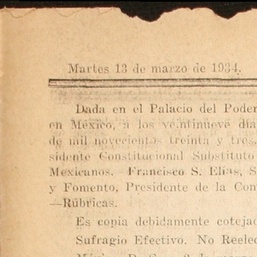 Martes 13 de marzo de 1934.
Dada en el Palacio del Poder
en México, a los veintinueve día
de mil novecientos treinta y tres
sidente Constitucional Substituto
Mexicanos. Francisco S. Elías, S
y Fomento, Presidente de la Com
—Rúbricas.
Es copia debidamente cotejad
Sufragio Efectivo. No Reelec